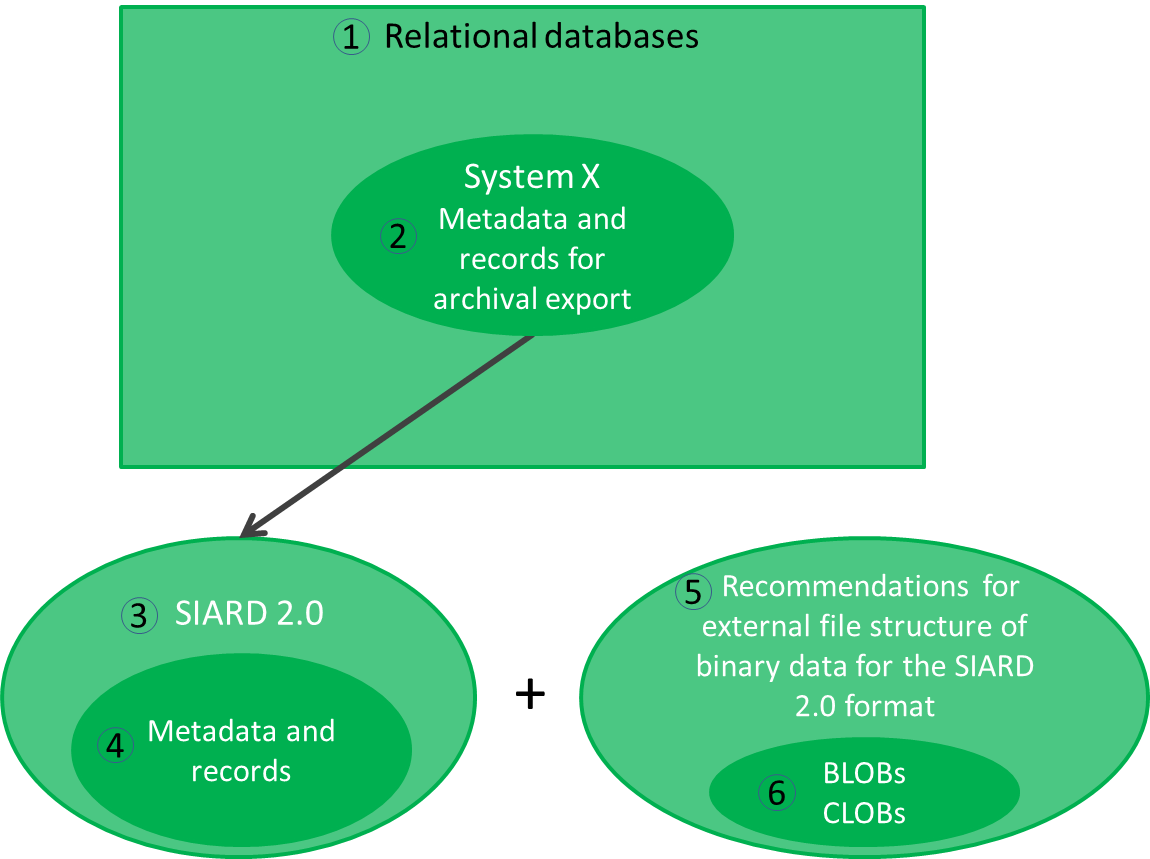 ① Relational databases
System X
② Metadata and
records for
archival export
③ SIARD 2.0
④ Metadata and
records
+
⑤ Recommendations for
external file structure of
binary data for the SIARD
2.0 format
⑥ BLOBs
CLOBs